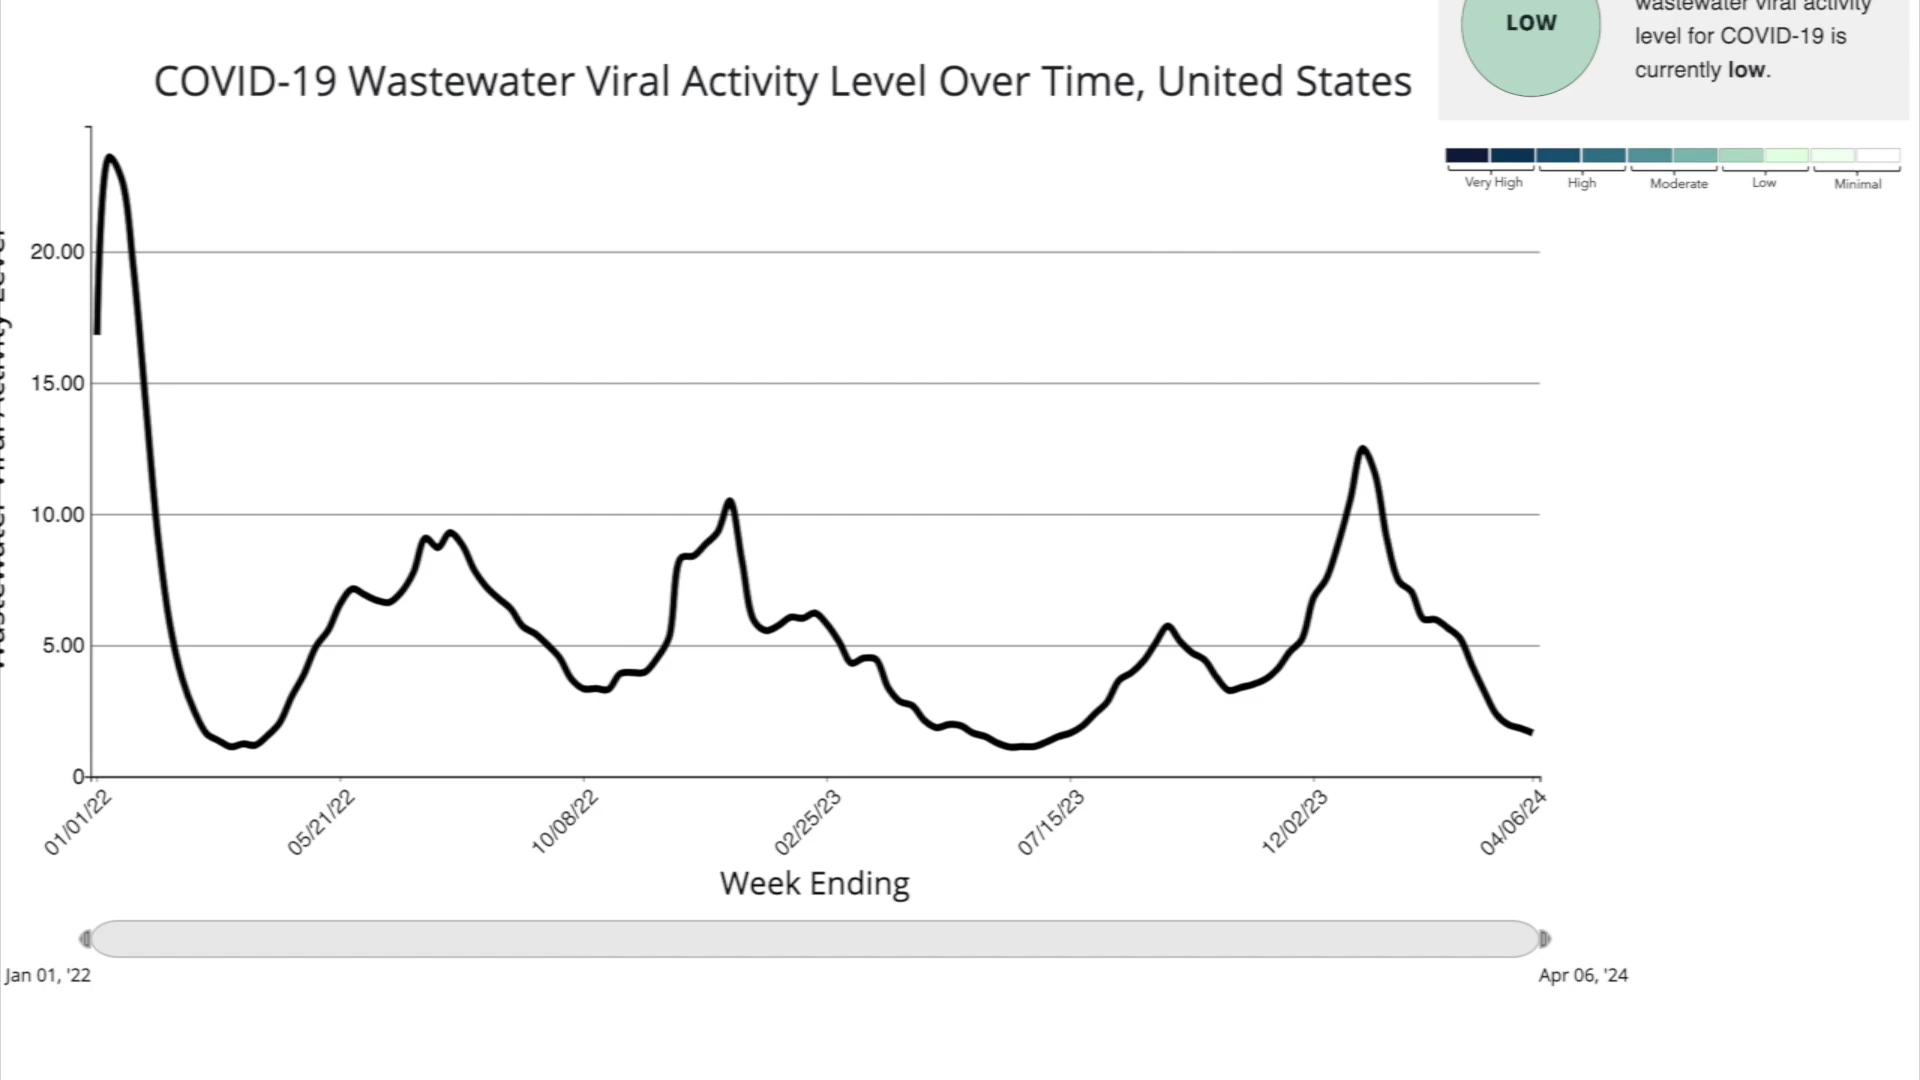 wastewater viral activity
LOW
level for COVID-19 is
currently low.
COVID-19 Wastewater Viral Activity Level Over Time, United States
Very High
High
Moderate
Low
Minimal
20.00
15.00
10.00
5.00
0
01/01/22
05/21/22
10/08/22
02/25/23
07/15/23
12/02/23
04/06/24
Week Ending
Jan 01, '22
Apr 06, '24